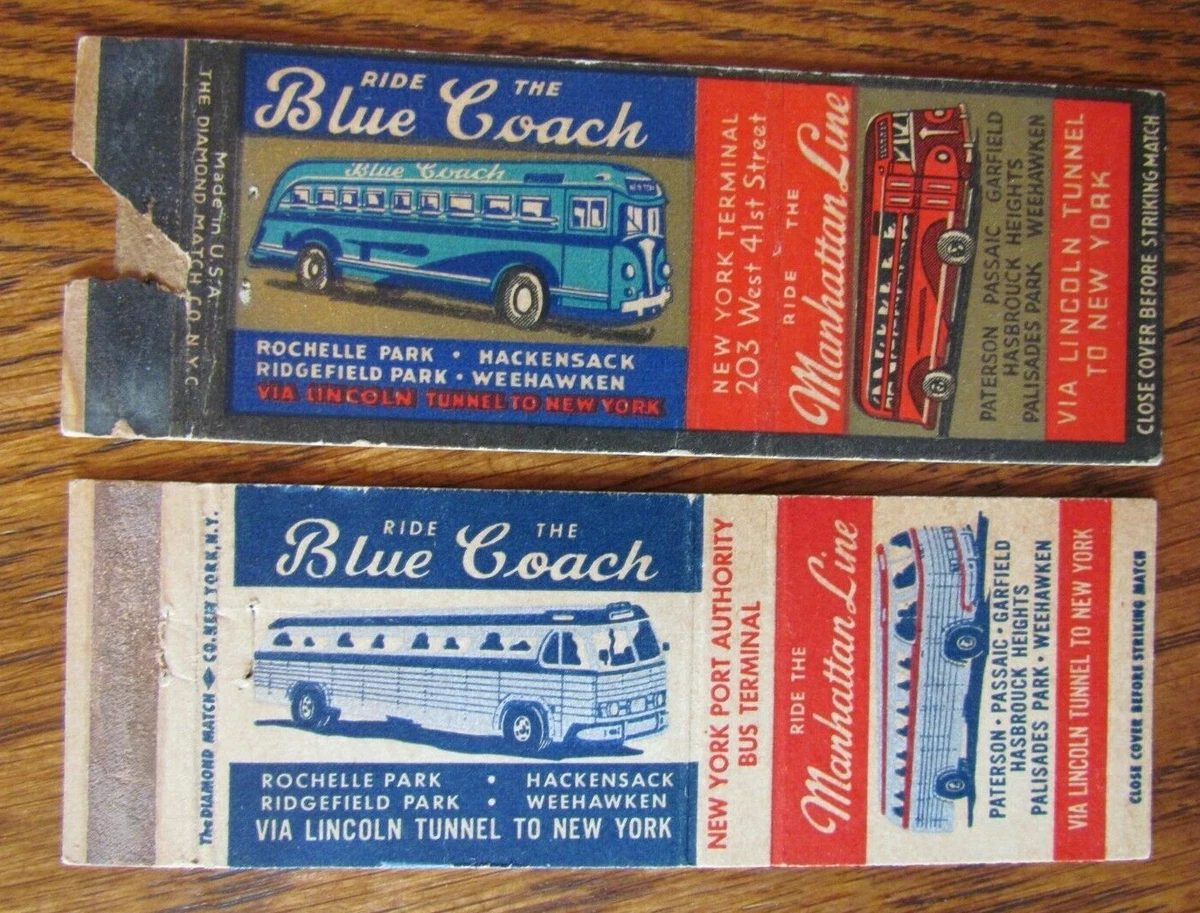 THE DIAMOND MATCH CO. N.Y.C.
Made in U.S.A.
RIDE THE
Blue Coach
Blue Coach
ROCHELLE PARK • HACKENSACK
RIDGEFIELD PARK • WEEHAWKEN
VIA LINCOLN TUNNEL TO NEW YORK
NEW YORK TERMINAL
203 West 41st Street
RIDE THE
Manhattan Line
PATERSON PASSAIC GARFIELD
HASBROUCK HEIGHTS
PALISADES PARK WEEHAWKEN
VIA LINCOLN TUNNEL
TO NEW YORK
CLOSE COVER BEFORE STRIKING MATCH
The DIAMOND MATCH CO. NEW YORK, N.Y.
RIDE THE
Blue Coach
ROCHELLE PARK • HACKENSACK
RIDGEFIELD PARK • WEEHAWKEN
VIA LINCOLN TUNNEL TO NEW YORK
NEW YORK PORT AUTHORITY
BUS TERMINAL
RIDE THE
Manhattan Line
PATERSON • PASSAIC • GARFIELD
HASBROUCK HEIGHTS
PALISADES PARK • WEEHAWKEN
VIA LINCOLN TUNNEL TO NEW YORK
CLOSE COVER BEFORE STRIKING MATCH